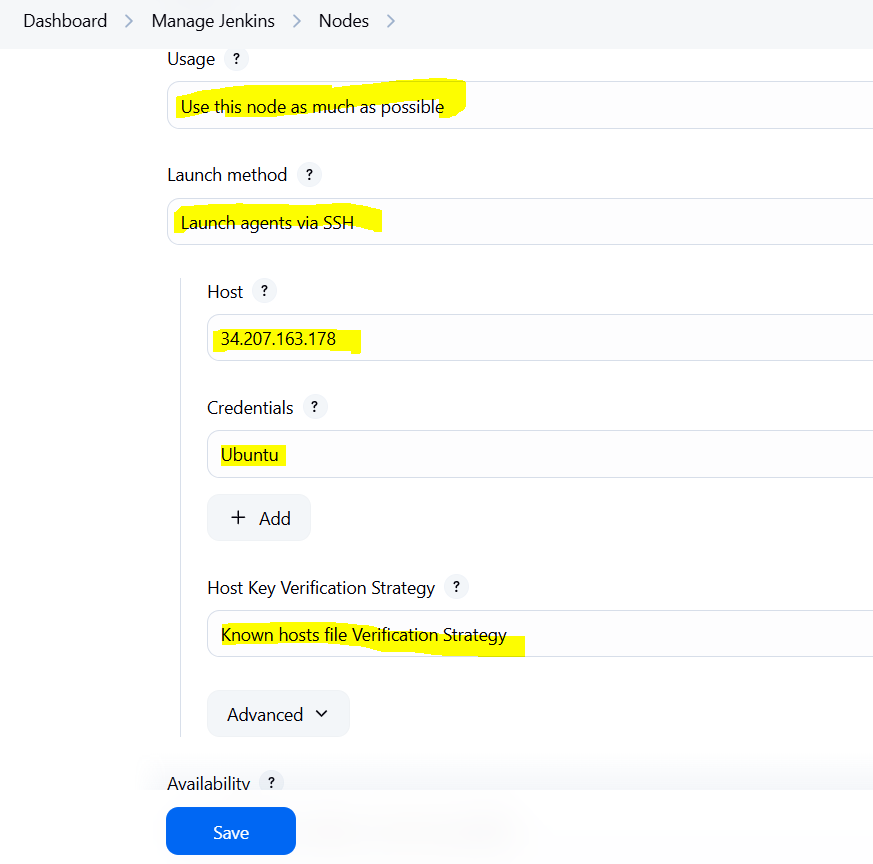 Dashboard > Manage Jenkins > Nodes >
Usage ?
Use this node as much as possible
Launch method ?
Launch agents via SSH
Host ?
34.207.163.178
Credentials ?
Ubuntu
+ Add
Host Key Verification Strategy ?
Known hosts file Verification Strategy
Advanced
Availability ?
Save